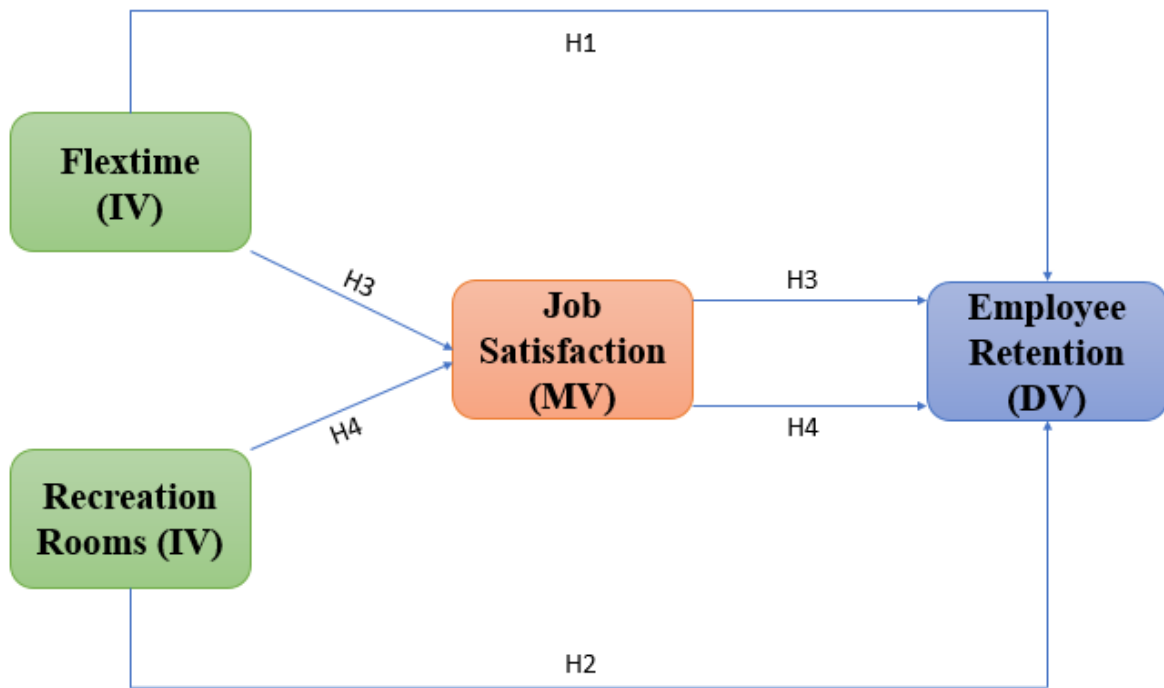 H1
Flextime
(IV)
H3
H3
Job
Satisfaction
(MV)
Employee
Retention
(DV)
H4
H4
Recreation
Rooms (IV)
H2